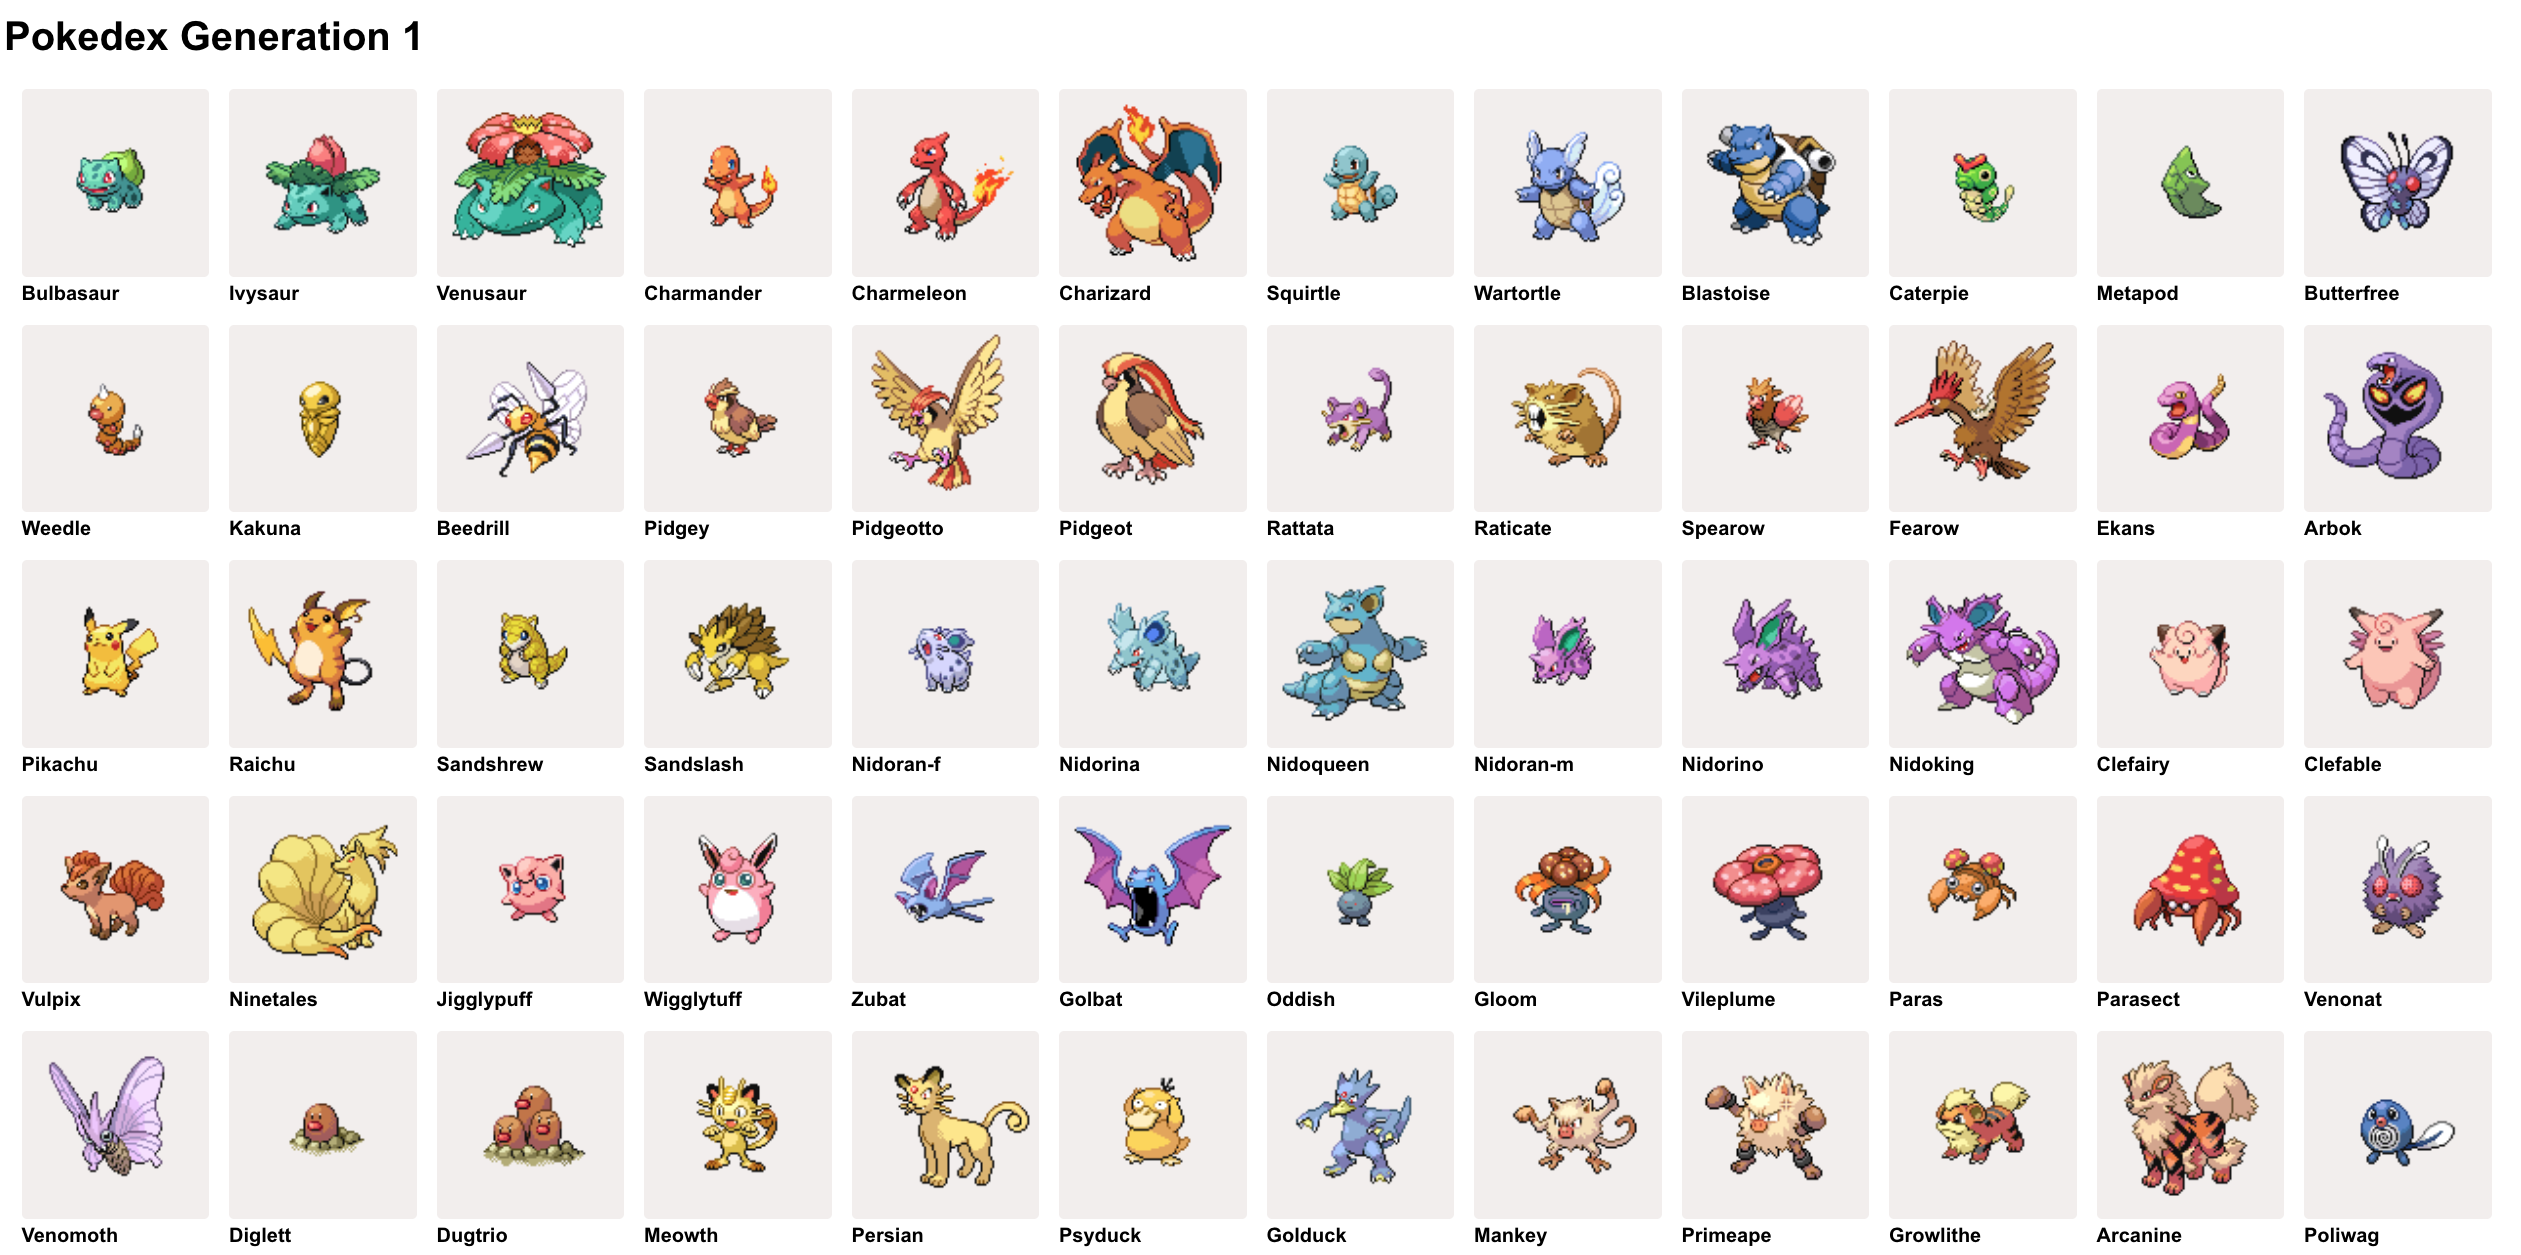 Pokedex Generation 1
Bulbasaur Ivysaur Venusaur Charmander Charmeleon Charizard Squirtle Wartortle Blastoise Caterpie Metapod Butterfree
Weedle Kakuna Beedrill Pidgey Pidgeotto Pidgeot Rattata Raticate Spearow Fearow Ekans Arbok
Pikachu Raichu Sandshrew Sandslash Nidoran-f Nidorina Nidoqueen Nidoran-m Nidorino Nidoking Clefairy Clefable
Vulpix Ninetales Jigglypuff Wigglytuff Zubat Golbat Oddish Gloom Vileplume Paras Parasect Venonat
Venomoth Diglett Dugtrio Meowth Persian Psyduck Golduck Mankey Primeape Growlithe Arcanine Poliwag